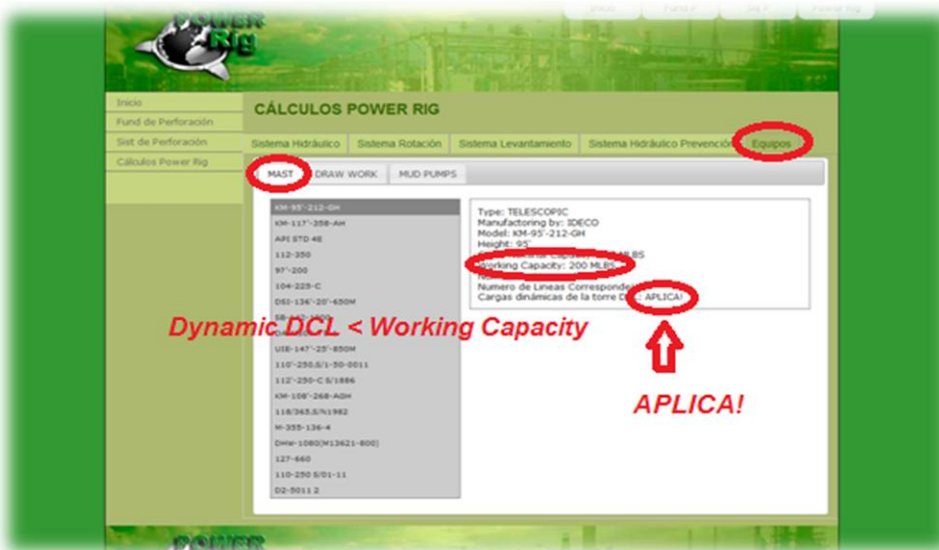 POWER
Rig
Inicio
Fund P
Sist P
Power Rig
Inicio
Fund de Perforación
Sist de Perforación
Cálculos Power Rig
CÁLCULOS POWER RIG
Sistema Hidráulico Sistema Rotación Sistema Levantamiento Sistema Hidráulico Prevención Equipos
MAST DRAW WORK MUD PUMPS
KM-95'-212-GH
KM-117'-358-AH
API STD 4E
112-350
97'-200
104-225-C
DSI-136'-20'-650M
UIE-147'-25'-850M
110'-250,S/1-50-0011
112'-250-C S/1886
KM-108'-268-AGH
118/365,S/N1982
M-355-136-4
DHW-1080(M13621-800)
127-660
110-250 S/01-11
D2-5011 2
Type: TELESCOPIC
Manufactoring by: IDECO
Model: KM-95'-212-GH
Height: 95'
Working Capacity: 200 MLBS
Numero de Lineas
Cargas dinámicas de la torre APLICA!
Dynamic DCL < Working Capacity
APLICA!
POWER